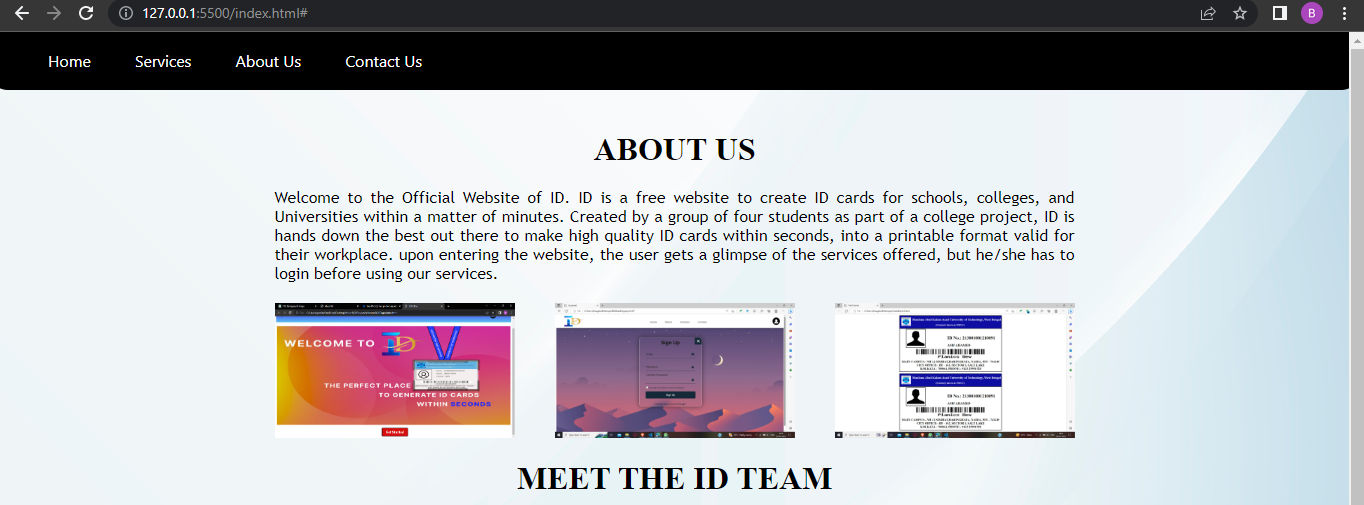 127.0.0.1:5500/index.html#
B
Home Services About Us Contact Us
ABOUT US
Welcome to the Official Website of ID. ID is a free website to create ID cards for schools, colleges, and
Universities within a matter of minutes. Created by a group of four students as part of a college project, ID is
hands down the best out there to make high quality ID cards within seconds, into a printable format valid for
their workplace. upon entering the website, the user gets a glimpse of the services offered, but he/she has to
login before using our services.
WELCOME TO ID
THE PERFECT PLACE
TO GENERATE ID CARDS
WITHIN SECONDS
Get Started
ID
Sign Up
Sign Up
ID No.: 21300100121009
MEET THE ID TEAM